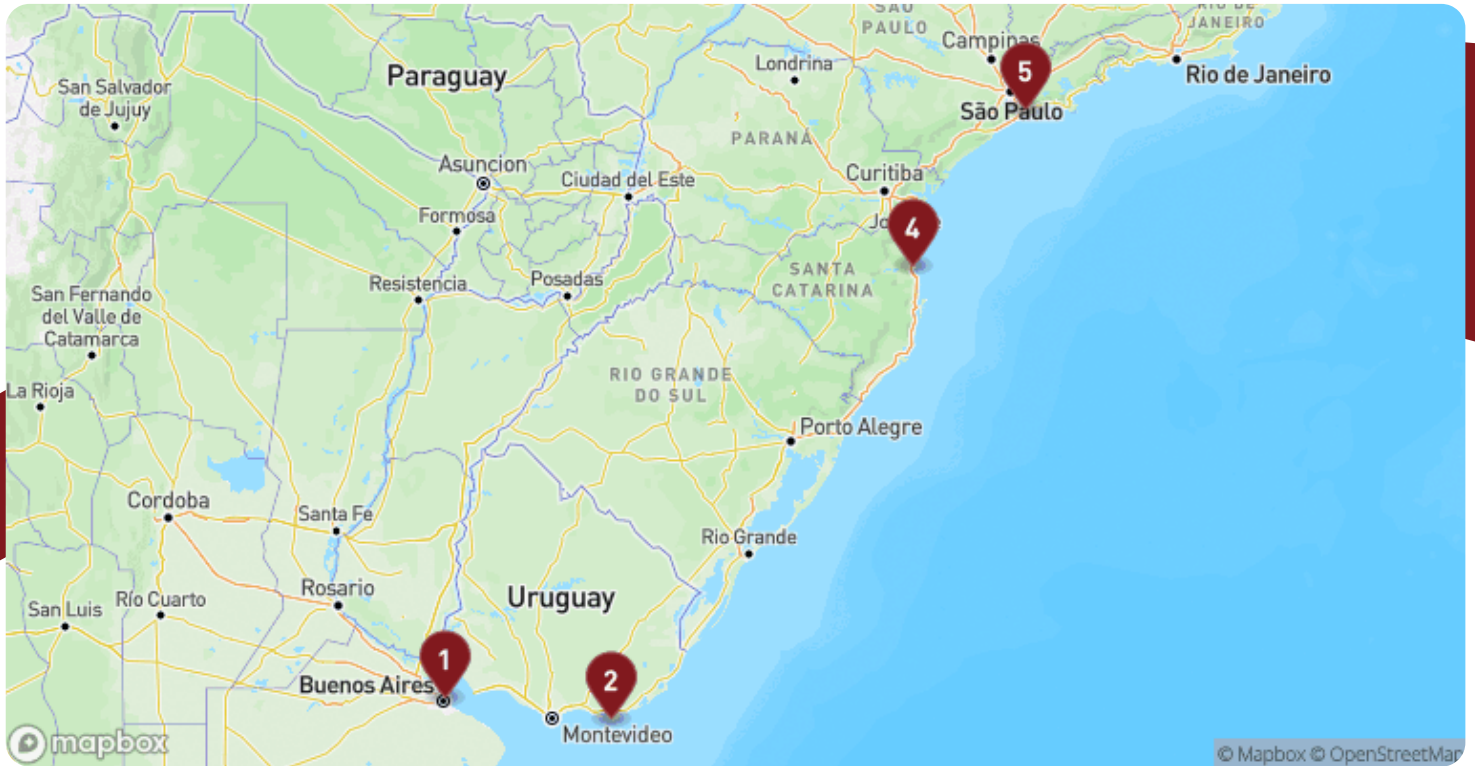 SÃO
PAULO
RIO DE
JANEIRO
Campinas
Paraguay
Londrina
5
Rio de Janeiro
San Salvador
de Jujuy
São Paulo
PARANÁ
Asuncion
Curitiba
Ciudad del Este
Formosa
4
SANTA
CATARINA
Resistencia
Posadas
San Fernando
del Valle de
Catamarca
La Rioja
RIO GRANDE
DO SUL
Porto Alegre
Cordoba
Santa Fe
Rio Grande
Rosario
Uruguay
San Luis
Río Cuarto
1
2
Buenos Aires
Montevideo
mapbox
© Mapbox © OpenStreetMap